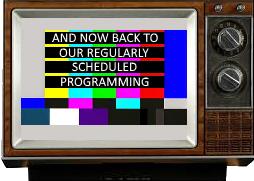 AND NOW BACK TO
OUR REGULARLY
SCHEDULED
PROGRAMMING